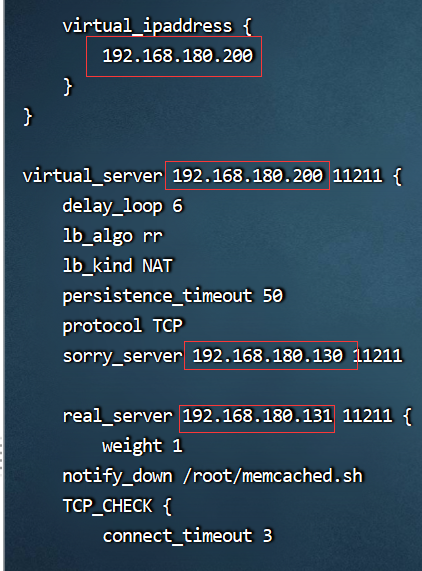 virtual_ipaddress {
192.168.180.200
}
}
virtual_server 192.168.180.200 11211 {
delay_loop 6
lb_algo rr
lb_kind NAT
persistence_timeout 50
protocol TCP
sorry_server 192.168.180.130 11211
real_server 192.168.180.131 11211 {
weight 1
notify_down /root/memcached.sh
TCP_CHECK {
connect_timeout 3